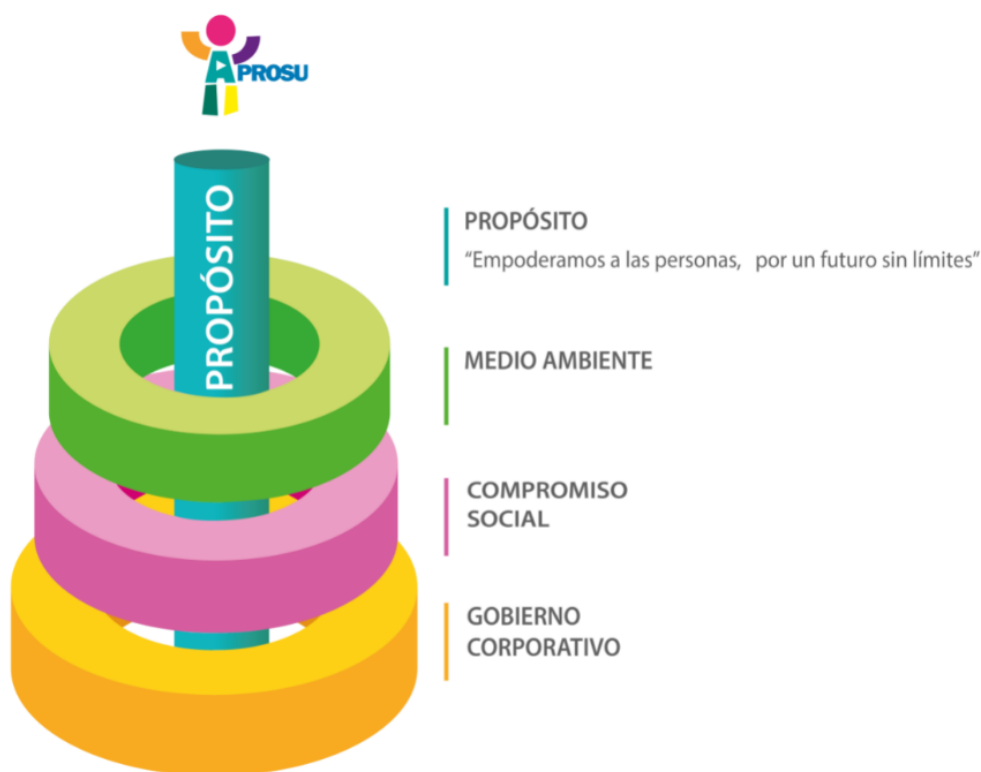 APROSU
PROPÓSITO
PROPÓSITO
“Empoderamos a las personas, por un futuro sin límites”
MEDIO AMBIENTE
COMPROMISO
SOCIAL
GOBIERNO
CORPORATIVO